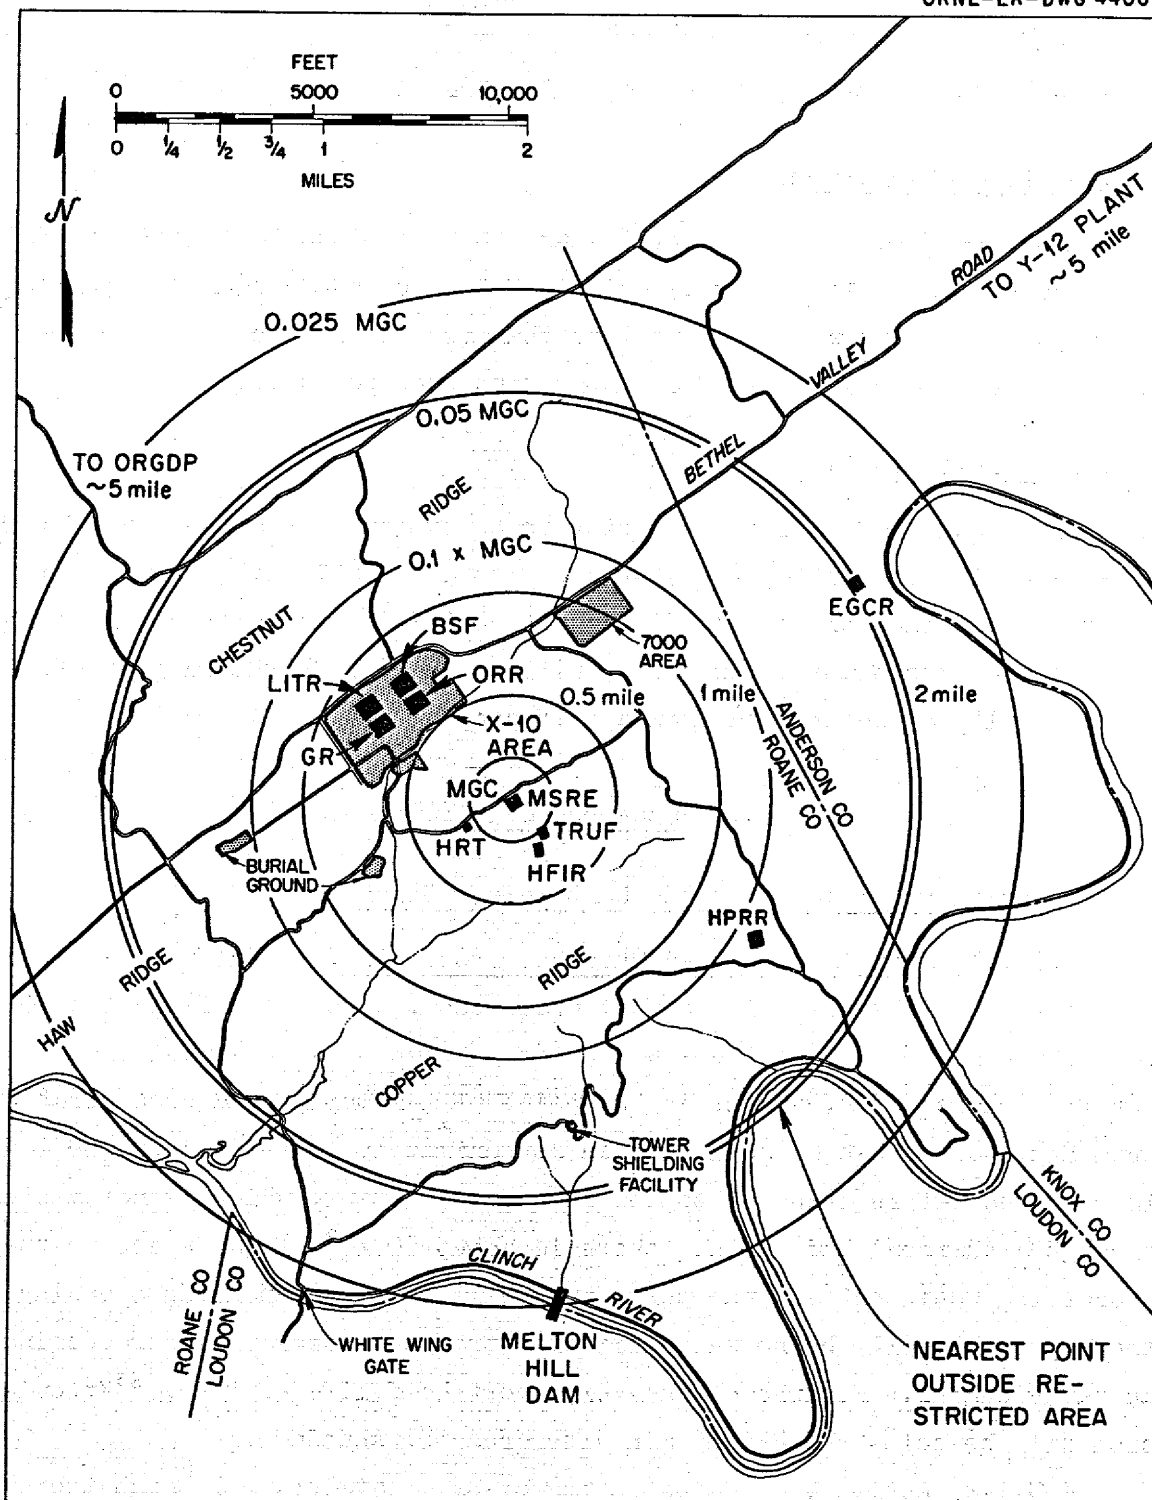 FEET
0 5000 10,000
0 1/4 1/2 3/4 1 2
MILES
N
ROAD
TO Y-12 PLANT
~ 5 mile
0.025 MGC
VALLEY
0.05 MGC
BETHEL
TO ORGDP
~5 mile
RIDGE
0.1 x MGC
EGCR
CHESTNUT
BSF
7000
AREA
LITR
ORR
0.5 mile
1 mile
2 mile
X-10
AREA
GR
ANDERSON CO
ROANE CO
MGC
MSRE
HRT
TRUF
HFIR
BURIAL
GROUND
HPRR
RIDGE
RIDGE
HAW
COPPER
TOWER
SHIELDING
FACILITY
KNOX CO
LOUDON CO
CLINCH
RIVER
ROANE CO
LOUDON CO
WHITE WING
GATE
MELTON
HILL
DAM
NEAREST POINT
OUTSIDE RE-
STRICTED AREA